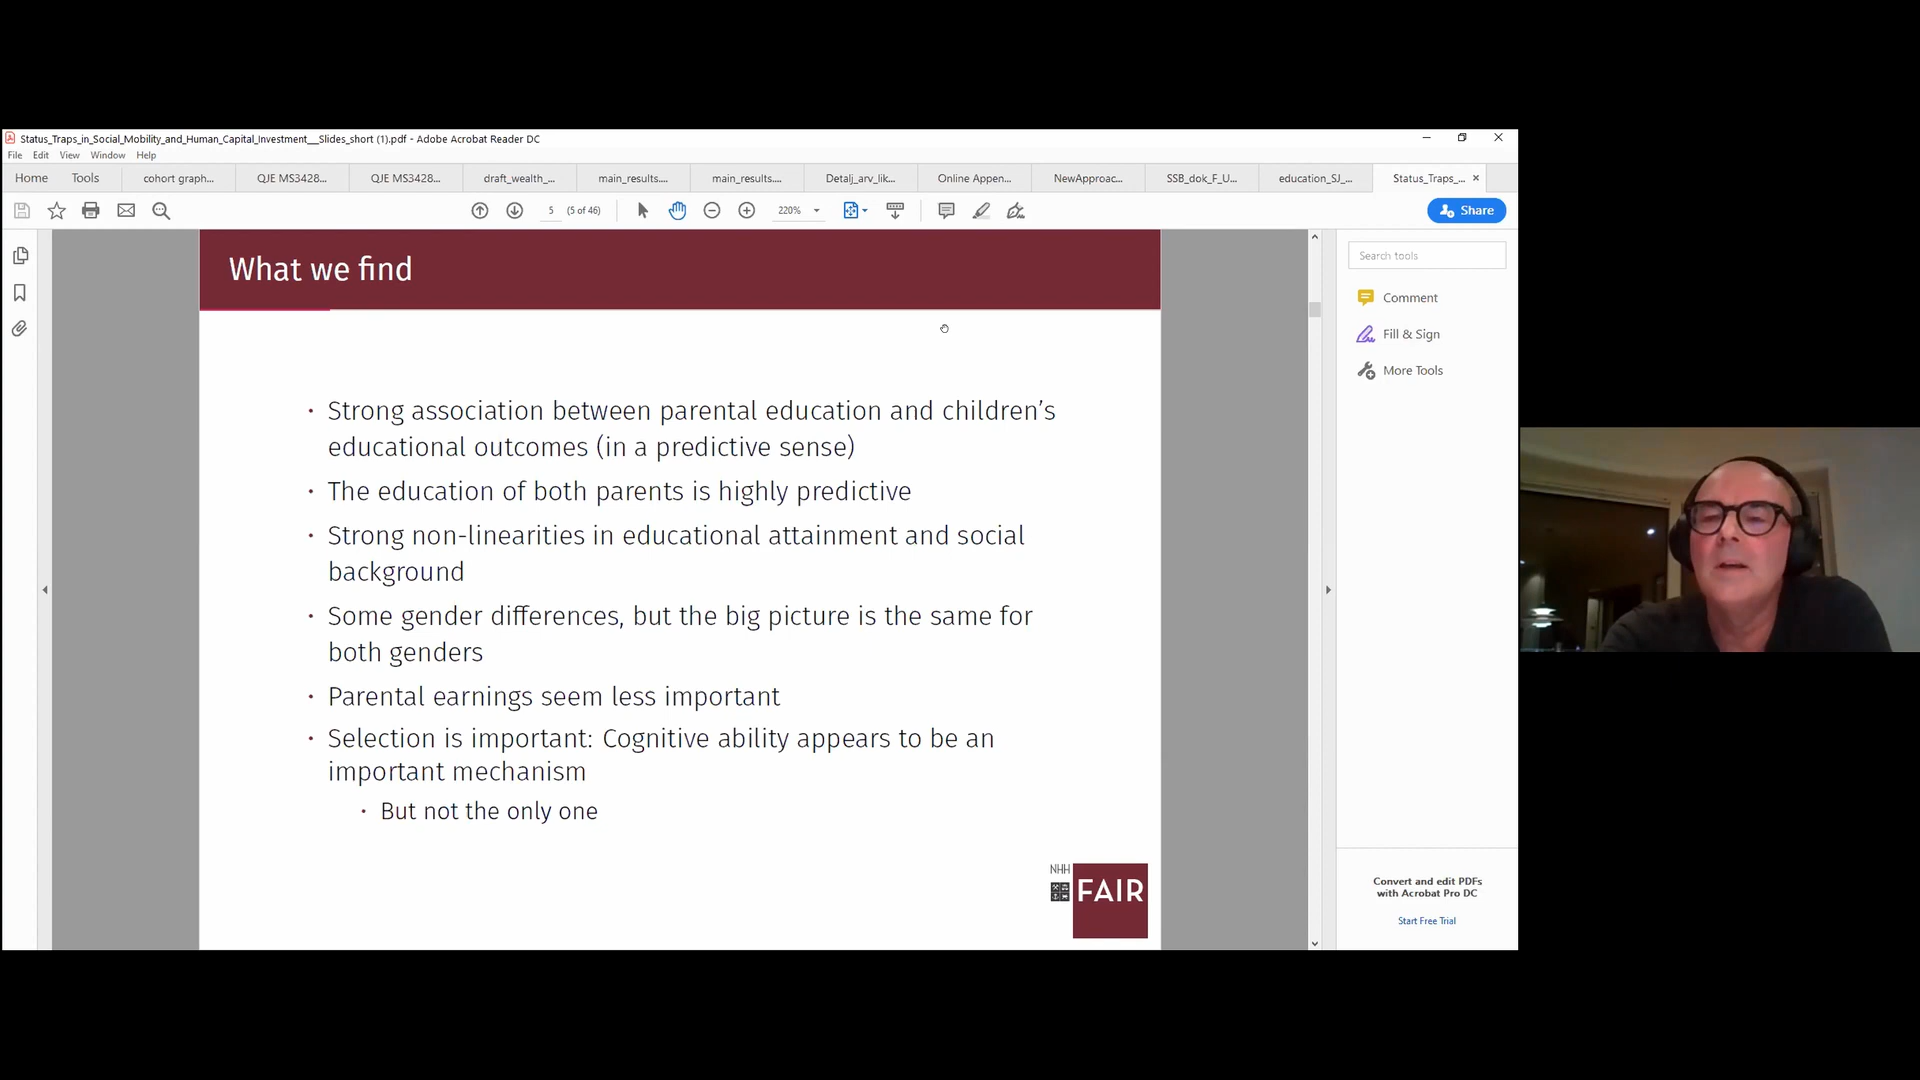 Status_Traps_in_Social_Mobility_and_Human_Capital_Investment__Slides_short (1).pdf - Adobe Acrobat Reader DC
File Edit View Window Help
Home Tools cohort graph... QJE MS3428... QJE MS3428... draft_wealth_... main_results.... main_results.... Detalj_arv_lik... Online Appen... NewApproac... SSB_dok_F_U... education_SJ_... Status_Traps_... ×
5 (5 of 46) 220% Share
What we find
Search tools
Comment
Fill & Sign
More Tools
• Strong association between parental education and children’s
educational outcomes (in a predictive sense)
• The education of both parents is highly predictive
• Strong non-linearities in educational attainment and social
background
• Some gender differences, but the big picture is the same for
both genders
• Parental earnings seem less important
• Selection is important: Cognitive ability appears to be an
important mechanism
• But not the only one
NHH
FAIR
Convert and edit PDFs
with Acrobat Pro DC
Start Free Trial